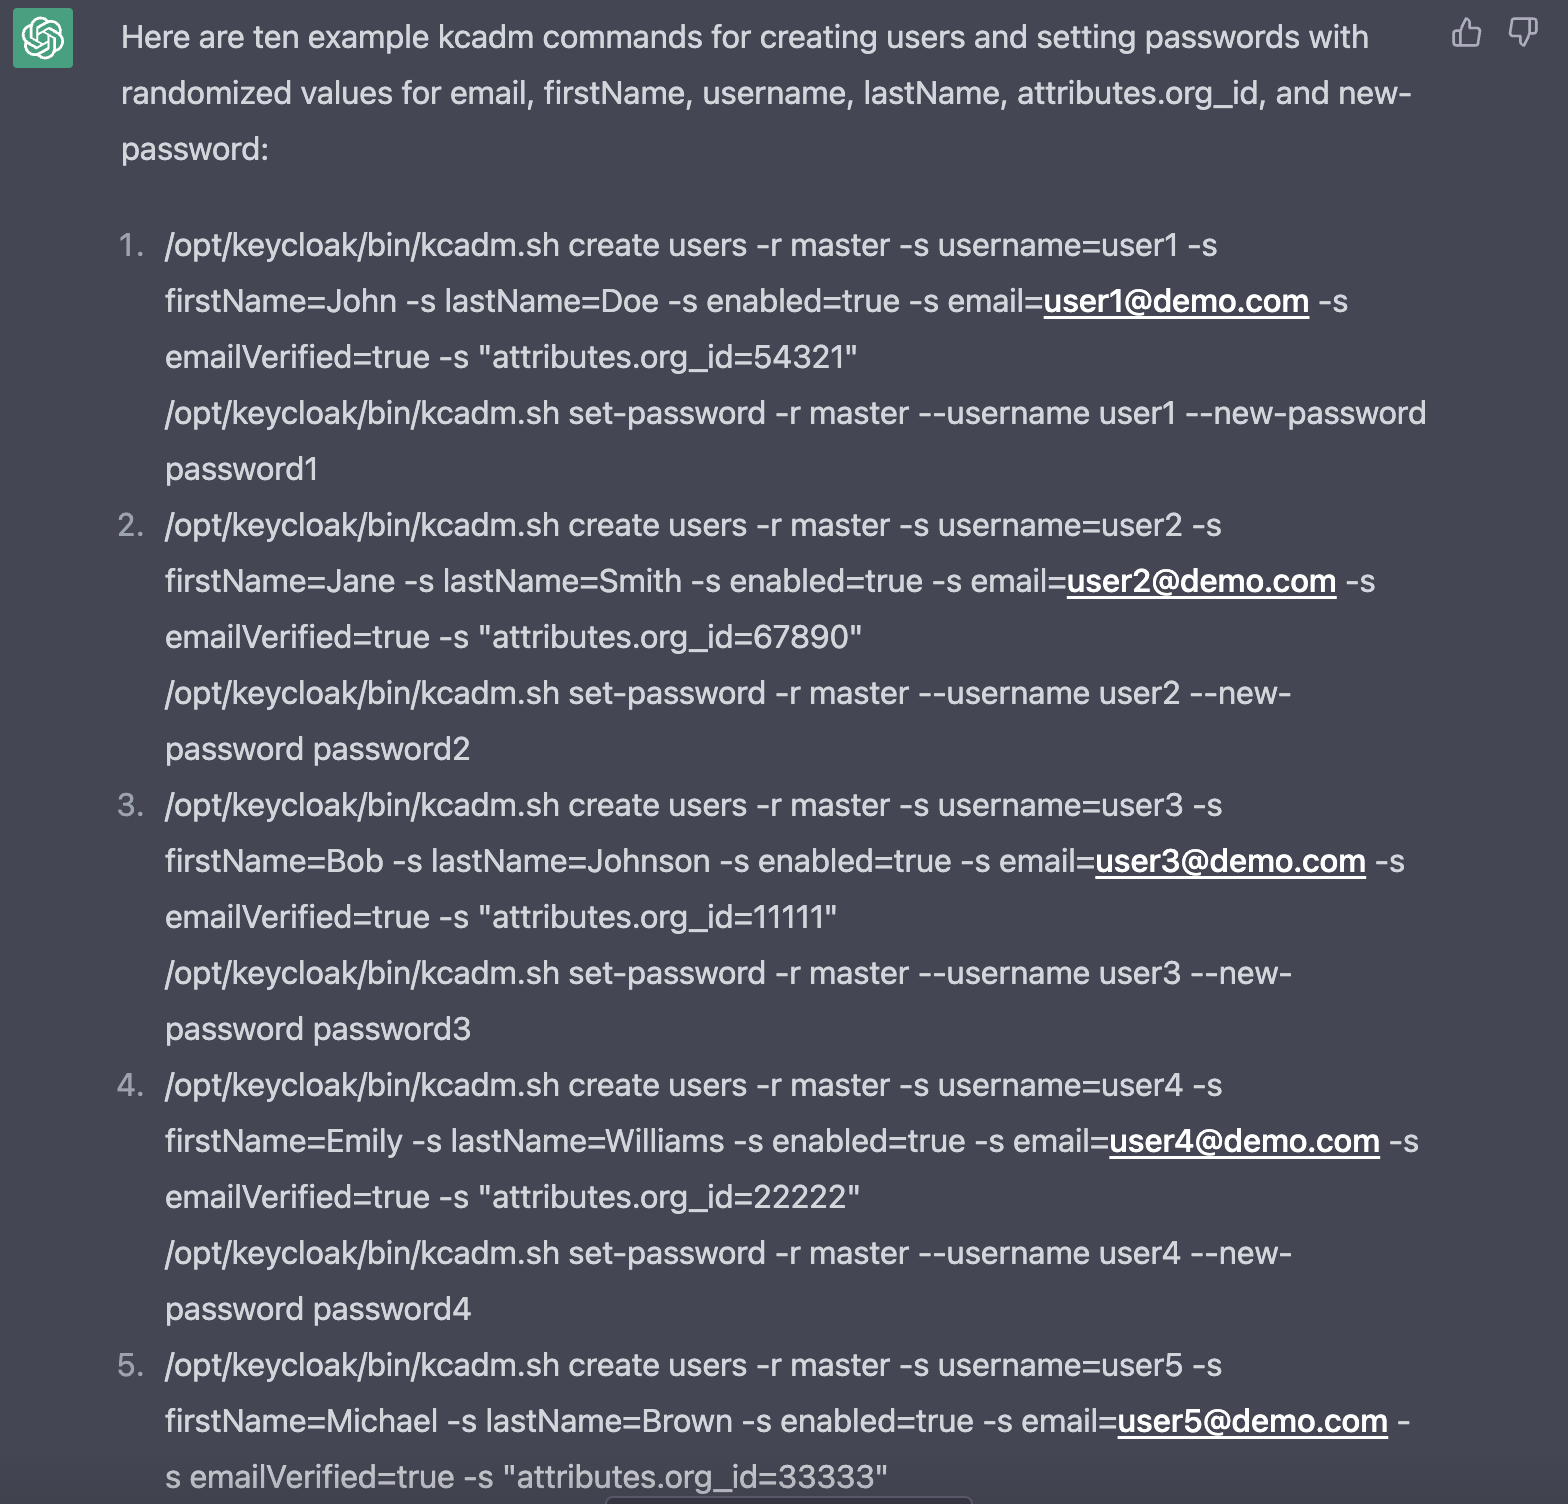 Here are ten example kcadm commands for creating users and setting passwords with
randomized values for email, firstName, username, lastName, attributes.org_id, and new-
password:
1. /opt/keycloak/bin/kcadm.sh create users -r master -s username=user1 -s
firstName=John -s lastName=Doe -s enabled=true -s email=user1@demo.com -s
emailVerified=true -s "attributes.org_id=54321"
/opt/keycloak/bin/kcadm.sh set-password -r master --username user1 --new-password
password1
2. /opt/keycloak/bin/kcadm.sh create users -r master -s username=user2 -s
firstName=Jane -s lastName=Smith -s enabled=true -s email=user2@demo.com -s
emailVerified=true -s "attributes.org_id=67890"
/opt/keycloak/bin/kcadm.sh set-password -r master --username user2 --new-
password password2
3. /opt/keycloak/bin/kcadm.sh create users -r master -s username=user3 -s
firstName=Bob -s lastName=Johnson -s enabled=true -s email=user3@demo.com -s
emailVerified=true -s "attributes.org_id=11111"
/opt/keycloak/bin/kcadm.sh set-password -r master --username user3 --new-
password password3
4. /opt/keycloak/bin/kcadm.sh create users -r master -s username=user4 -s
firstName=Emily -s lastName=Williams -s enabled=true -s email=user4@demo.com -s
emailVerified=true -s "attributes.org_id=22222"
/opt/keycloak/bin/kcadm.sh set-password -r master --username user4 --new-
password password4
5. /opt/keycloak/bin/kcadm.sh create users -r master -s username=user5 -s
firstName=Michael -s lastName=Brown -s enabled=true -s email=user5@demo.com -
s emailVerified=true -s "attributes.org_id=33333"